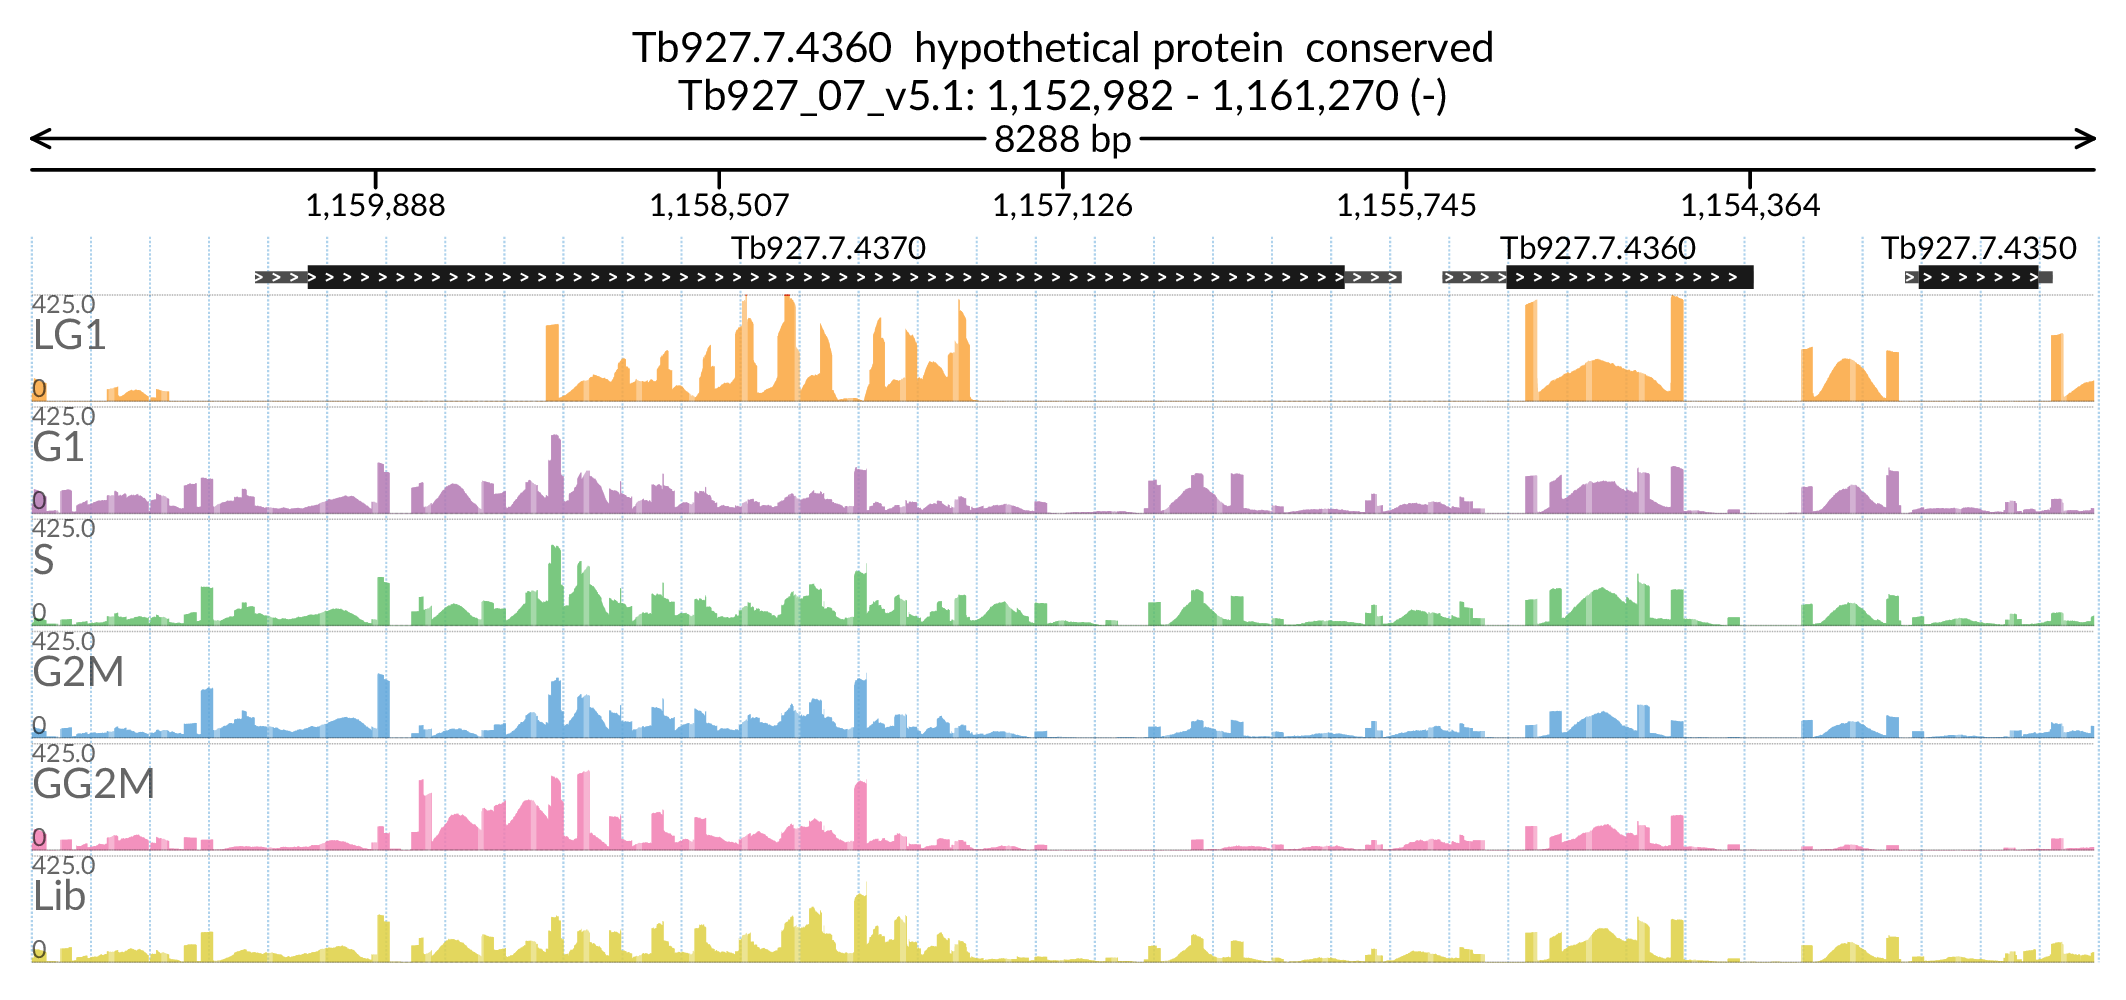 Tb927.7.4360  hypothetical protein  conserved
Tb927_07_v5.1: 1,152,982 - 1,161,270 (-)
8288 bp
1,159,888 1,158,507 1,157,126 1,155,745 1,154,364
Tb927.7.4370 Tb927.7.4360 Tb927.7.4350
425.0
LG1
0
425.0
G1
0
425.0
S
0
425.0
G2M
0
425.0
GG2M
0
425.0
Lib
0